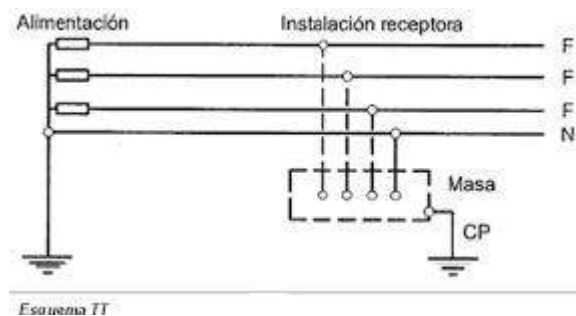 Alimentación Instalación receptora
F
F
F
N
Masa
CP
Esquema TT